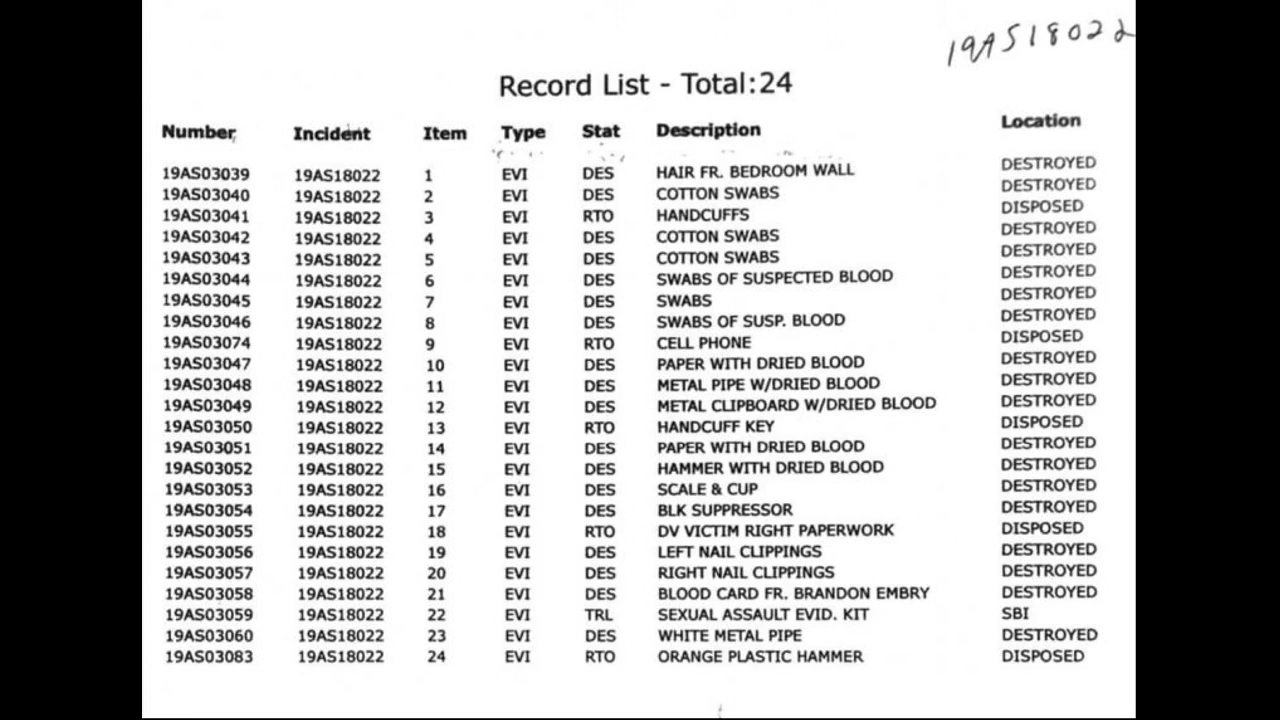 19AS18022
Record List - Total:24
Number Incident Item Type Stat Description Location
19AS03039 19AS18022 1 EVI DES HAIR FR. BEDROOM WALL DESTROYED
19AS03040 19AS18022 2 EVI DES COTTON SWABS DESTROYED
19AS03041 19AS18022 3 EVI RTO HANDCUFFS DISPOSED
19AS03042 19AS18022 4 EVI DES COTTON SWABS DESTROYED
19AS03043 19AS18022 5 EVI DES COTTON SWABS DESTROYED
19AS03044 19AS18022 6 EVI DES SWABS OF SUSPECTED BLOOD DESTROYED
19AS03045 19AS18022 7 EVI DES SWABS DESTROYED
19AS03046 19AS18022 8 EVI DES SWABS OF SUSP. BLOOD DESTROYED
19AS03074 19AS18022 9 EVI RTO CELL PHONE DISPOSED
19AS03047 19AS18022 10 EVI DES PAPER WITH DRIED BLOOD DESTROYED
19AS03048 19AS18022 11 EVI DES METAL PIPE W/DRIED BLOOD DESTROYED
19AS03049 19AS18022 12 EVI DES METAL CLIPBOARD W/DRIED BLOOD DESTROYED
19AS03050 19AS18022 13 EVI RTO HANDCUFF KEY DISPOSED
19AS03051 19AS18022 14 EVI DES PAPER WITH DRIED BLOOD DESTROYED
19AS03052 19AS18022 15 EVI DES HAMMER WITH DRIED BLOOD DESTROYED
19AS03053 19AS18022 16 EVI DES SCALE & CUP DESTROYED
19AS03054 19AS18022 17 EVI DES BLK SUPPRESSOR DESTROYED
19AS03055 19AS18022 18 EVI RTO DV VICTIM RIGHT PAPERWORK DISPOSED
19AS03056 19AS18022 19 EVI DES LEFT NAIL CLIPPINGS DESTROYED
19AS03057 19AS18022 20 EVI DES RIGHT NAIL CLIPPINGS DESTROYED
19AS03058 19AS18022 21 EVI DES BLOOD CARD FR. BRANDON EMBRY DESTROYED
19AS03059 19AS18022 22 EVI TRL SEXUAL ASSAULT EVID. KIT SBI
19AS03060 19AS18022 23 EVI DES WHITE METAL PIPE DESTROYED
19AS03083 19AS18022 24 EVI RTO ORANGE PLASTIC HAMMER DISPOSED